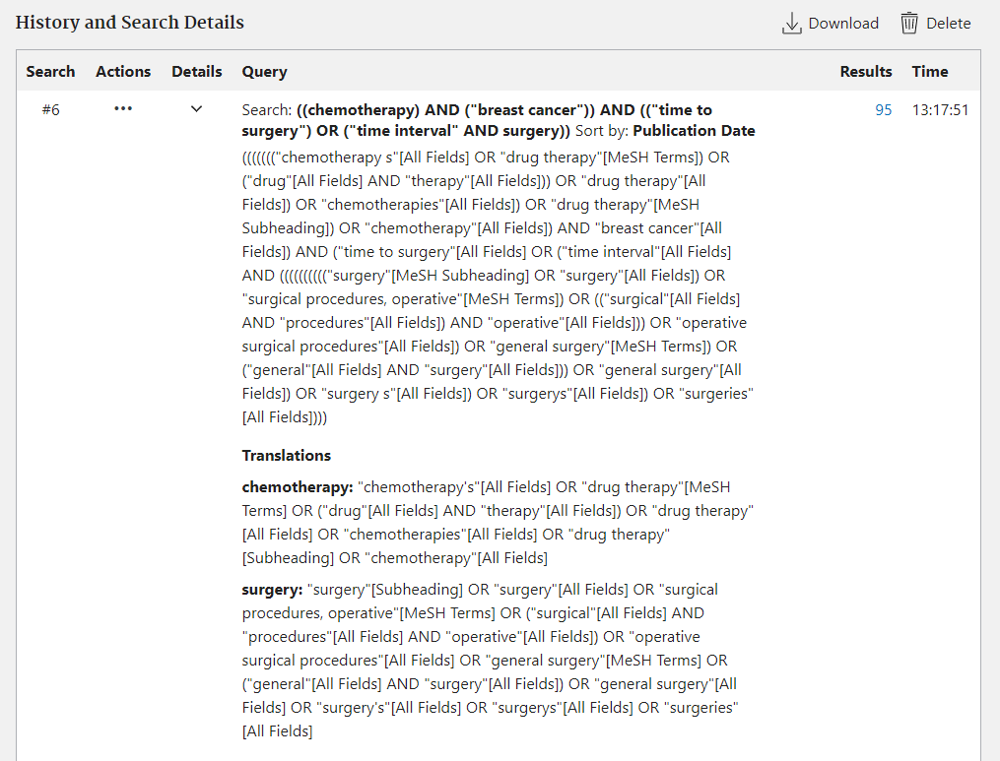 History and Search Details
Download
Delete
Search Actions Details Query Results Time
#6 ••• Search: ((chemotherapy) AND ("breast cancer")) AND (("time to 95 13:17:51
surgery") OR ("time interval" AND surgery)) Sort by: Publication Date
((((((("chemotherapy s"[All Fields] OR "drug therapy"[MeSH Terms]) OR
("drug"[All Fields] AND "therapy"[All Fields])) OR "drug therapy"[All
Fields]) OR "chemotherapies"[All Fields]) OR "drug therapy"[MeSH
Subheading]) OR "chemotherapy"[All Fields]) AND "breast cancer"[All
Fields]) AND ("time to surgery"[All Fields] OR ("time interval"[All Fields]
AND (((((((((("surgery"[MeSH Subheading] OR "surgery"[All Fields]) OR
"surgical procedures, operative"[MeSH Terms]) OR (("surgical"[All Fields]
AND "procedures"[All Fields]) AND "operative"[All Fields])) OR "operative
surgical procedures"[All Fields]) OR "general surgery"[MeSH Terms]) OR
("general"[All Fields] AND "surgery"[All Fields])) OR "general surgery"[All
Fields]) OR "surgery s"[All Fields]) OR "surgerys"[All Fields]) OR "surgeries"
[All Fields])))
Translations
chemotherapy: "chemotherapy's"[All Fields] OR "drug therapy"[MeSH
Terms] OR ("drug"[All Fields] AND "therapy"[All Fields]) OR "drug therapy"
[All Fields] OR "chemotherapies"[All Fields] OR "drug therapy"
[Subheading] OR "chemotherapy"[All Fields]
surgery: "surgery"[Subheading] OR "surgery"[All Fields] OR "surgical
procedures, operative"[MeSH Terms] OR ("surgical"[All Fields] AND
"procedures"[All Fields] AND "operative"[All Fields]) OR "operative
surgical procedures"[All Fields] OR "general surgery"[MeSH Terms] OR
("general"[All Fields] AND "surgery"[All Fields]) OR "general surgery"[All
Fields] OR "surgery's"[All Fields] OR "surgerys"[All Fields] OR "surgeries"
[All Fields]